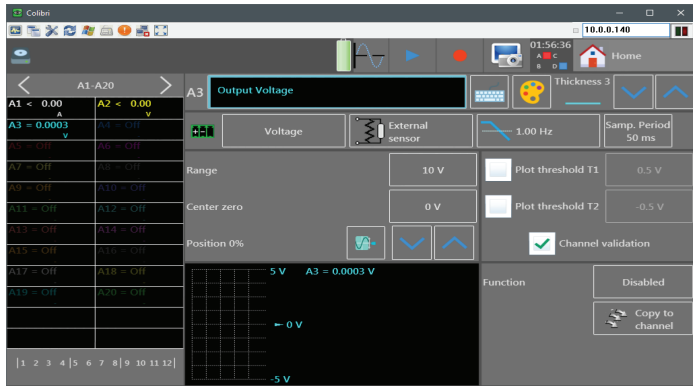 Colibri
10.0.0.140
01:56:36
A C
B D
Home
A1-A20
A3
Output Voltage
Thickness 3
A1 < 0.00
A
A2 < 0.00
V
A3 = 0.0003
V
A4 = Off
A5 = Off
A6 = Off
A7 = Off
A8 = Off
A9 = Off
A10 = Off
A11 = Off
A12 = Off
A13 = Off
A14 = Off
A15 = Off
A16 = Off
A17 = Off
A18 = Off
A19 = Off
A20 = Off
|1 2 3 4|5 6 7 8|9 10 11 12|
Voltage
External
sensor
1.00 Hz
Samp. Period
50 ms
Range
10 V
Center zero
0 V
Position 0%
Plot threshold T1
0.5 V
Plot threshold T2
-0.5 V
Channel validation
5 V
A3 = 0.0003 V
0 V
-5 V
Function
Disabled
Copy to
channel